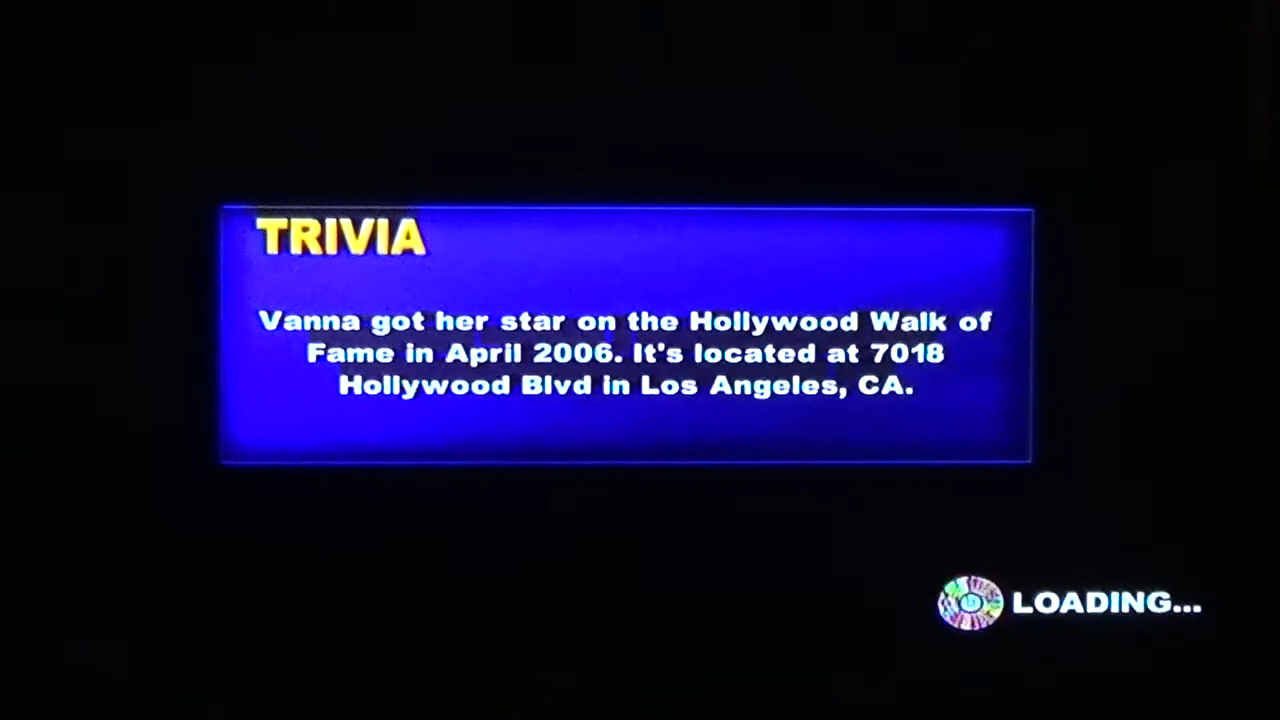 TRIVIA
Vanna got her star on the Hollywood Walk of
Fame in April 2006. It's located at 7018
Hollywood Blvd in Los Angeles, CA.
LOADING...